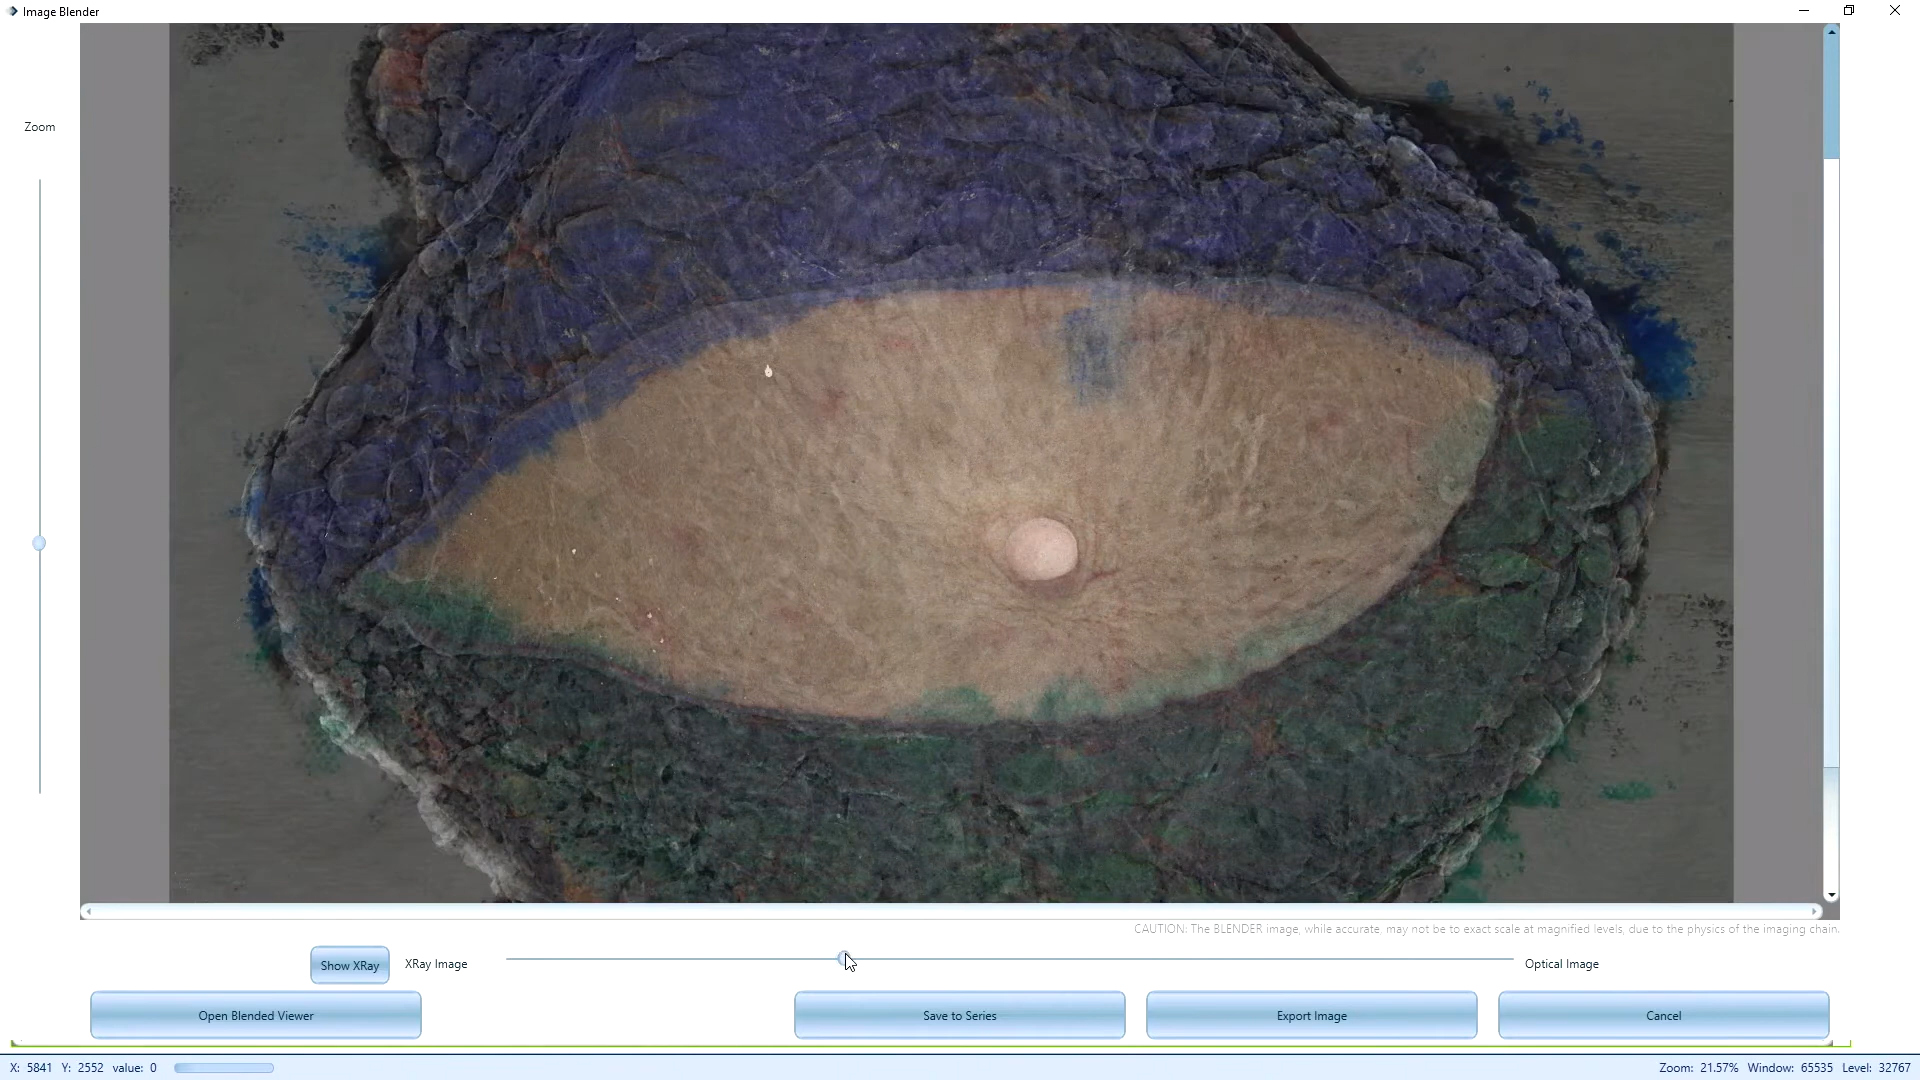 Image Blender
Zoom
CAUTION: The BLENDER image, while accurate, may not be to exact scale at magnified levels, due to the physics of the imaging chain.
Show XRay
XRay Image
Optical Image
Open Blended Viewer
Save to Series
Export Image
Cancel
X: 5841 Y: 2552 value: 0
Zoom: 21.57% Window: 65535 Level: 32767